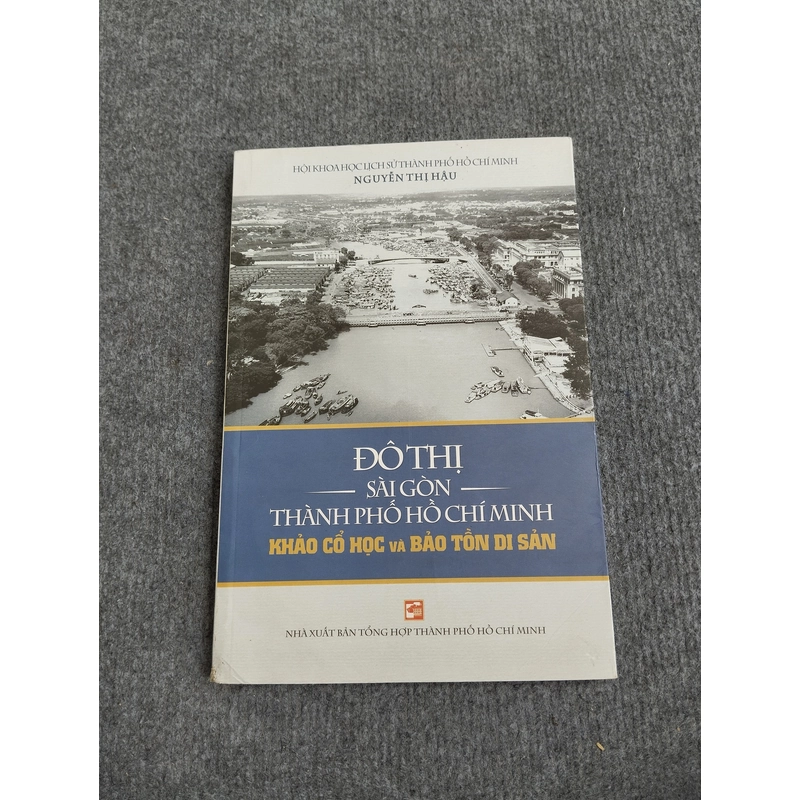 HỘI KHOA HỌC LỊCH SỬ THÀNH PHỐ HỒ CHÍ MINH
NGUYỄN THỊ HẬU
ĐÔ THỊ
SÀI GÒN
THÀNH PHỐ HỒ CHÍ MINH
KHẢO CỔ HỌC VÀ BẢO TỒN DI SẢN
NHÀ XUẤT BẢN TỔNG HỢP THÀNH PHỐ HỒ CHÍ MINH